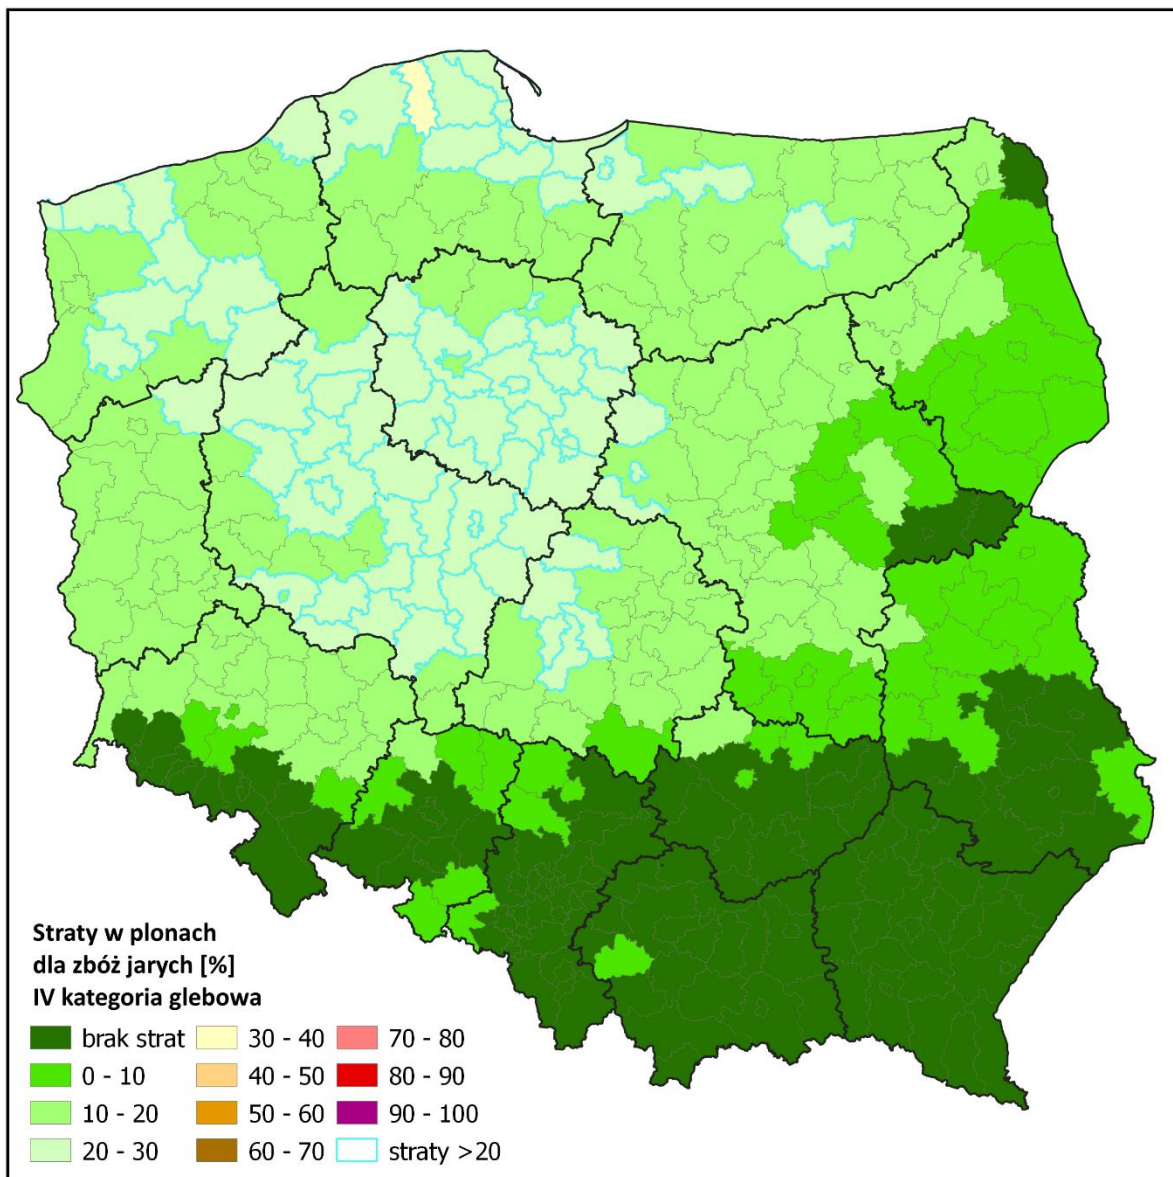 Straty w plonach
dla zbóż jarych [%]
IV kategoria glebowa
brak strat
0 - 10
10 - 20
20 - 30
30 - 40
40 - 50
50 - 60
60 - 70
70 - 80
80 - 90
90 - 100
straty >20